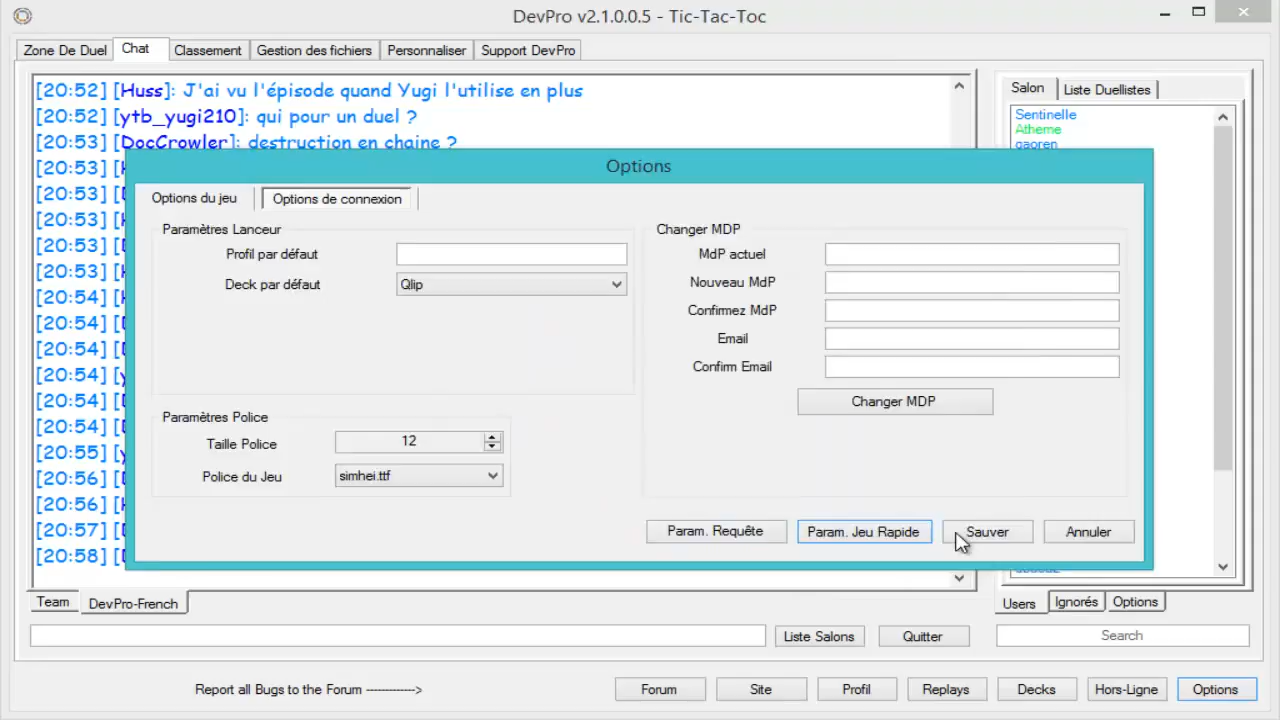 DevPro v2.1.0.0.5 - Tic-Tac-Toc
Zone De Duel Chat Classement Gestion des fichiers Personnaliser Support DevPro
[20:52] [Huss]: J'ai vu l'épisode quand Yugi l'utilise en plus
[20:52] [ytb_yugi210]: qui pour un duel ?
[20:53] [DocCrowler]: destruction en chaine ?
[20:53]
[20:53]
[20:53]
[20:53]
[20:53]
[20:54]
[20:54]
[20:54]
[20:54]
[20:54]
[20:54]
[20:55]
[20:56]
[20:56]
[20:57]
[20:58]
Salon Liste Duellistes
Sentinelle
Atheme
gaoren
Options
Options du jeu Options de connexion
Paramètres Lanceur
Profil par défaut
Deck par défaut Qlip
Paramètres Police
Taille Police 12
Police du Jeu simhei.ttf
Changer MDP
MdP actuel
Nouveau MdP
Confirmez MdP
Email
Confirm Email
Changer MDP
Param. Requête Param. Jeu Rapide Sauver Annuler
Team DevPro-French
Users Ignorés Options
Liste Salons Quitter Search
Report all Bugs to the Forum ------------->
Forum Site Profil Replays Decks Hors-Ligne Options